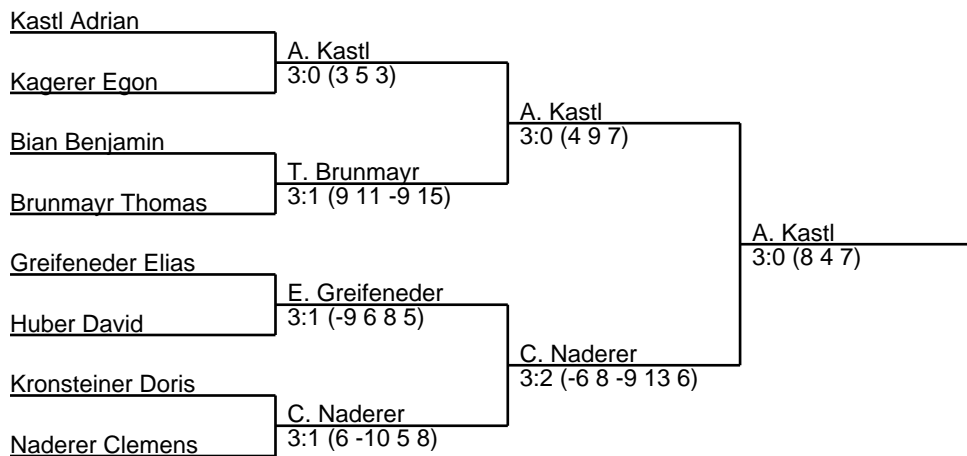 Kastl Adrian
A. Kastl
3:0 (3 5 3)
Kagerer Egon
A. Kastl
3:0 (4 9 7)
Bian Benjamin
T. Brunmayr
3:1 (9 11 -9 15)
Brunmayr Thomas
A. Kastl
3:0 (8 4 7)
Greifeneder Elias
E. Greifeneder
3:1 (-9 6 8 5)
Huber David
C. Naderer
3:2 (-6 8 -9 13 6)
Kronsteiner Doris
C. Naderer
3:1 (6 -10 5 8)
Naderer Clemens